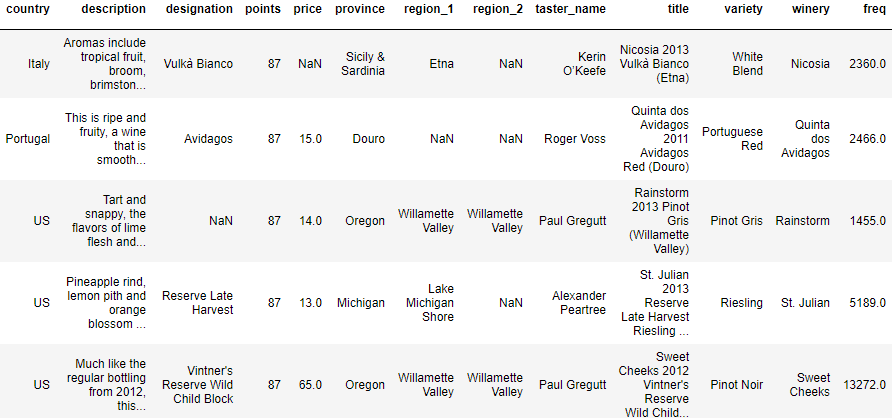 country description designation points price province region_1 region_2 taster_name title variety winery freq
Italy Aromas include tropical fruit, broom, brimston... Vulkà Bianco 87 NaN Sicily & Sardinia Etna NaN Kerin O'Keefe Nicosia 2013 Vulkà Bianco (Etna) White Blend Nicosia 2360.0
Portugal This is ripe and fruity, a wine that is smooth... Avidagos 87 15.0 Douro NaN NaN Roger Voss Quinta dos Avidagos 2011 Avidagos Red (Douro) Portuguese Red Quinta dos Avidagos 2466.0
US Tart and snappy, the flavors of lime flesh and... NaN 87 14.0 Oregon Willamette Valley Willamette Valley Paul Gregutt Rainstorm 2013 Pinot Gris (Willamette Valley) Pinot Gris Rainstorm 1455.0
US Pineapple rind, lemon pith and orange blossom ... Reserve Late Harvest 87 13.0 Michigan Lake Michigan Shore NaN Alexander Peartree St. Julian 2013 Reserve Late Harvest Riesling ... Riesling St. Julian 5189.0
US Much like the regular bottling from 2012, this... Vintner's Reserve Wild Child Block 87 65.0 Oregon Willamette Valley Willamette Valley Paul Gregutt Sweet Cheeks 2012 Vintner's Reserve Wild Child... Pinot Noir Sweet Cheeks 13272.0